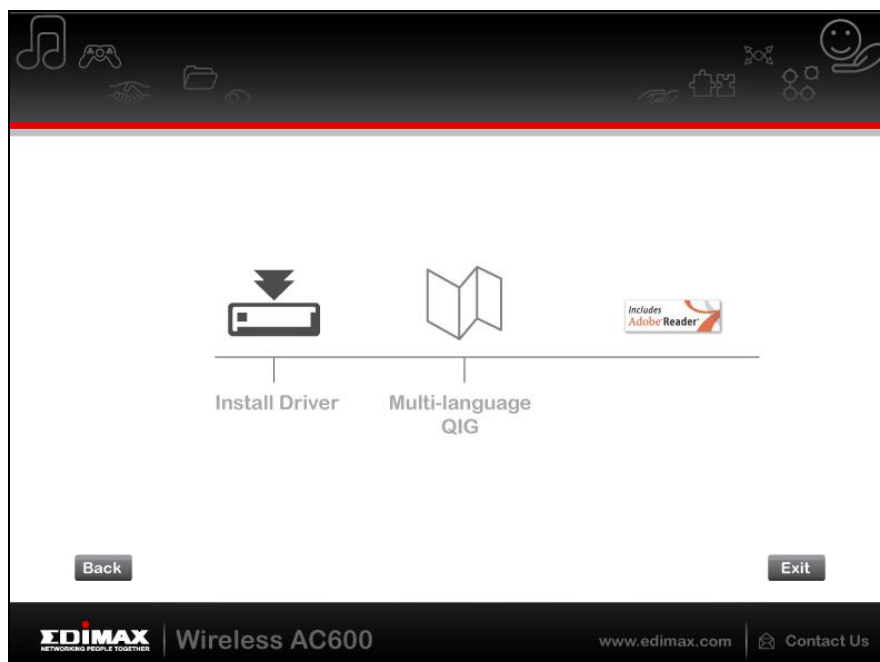 Includes
Adobe Reader
Install Driver
Multi-language
QIG
Back
Exit
EDIMAX
NETWORKING PEOPLE TOGETHER
Wireless AC600
www.edimax.com
Contact Us